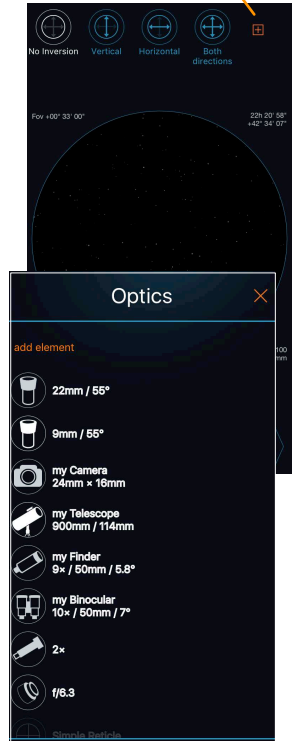 No Inversion
Vertical
Horizontal
Both
directions
Fov +00° 33' 00"
22h 20' 58"
+42° 34' 07"
100
mm
Optics
add element
22mm / 55°
9mm / 55°
my Camera
24mm × 16mm
my Telescope
900mm / 114mm
my Finder
9× / 50mm / 5.8°
my Binocular
10× / 50mm / 7°
2×
f/6.3
Simple Reticle